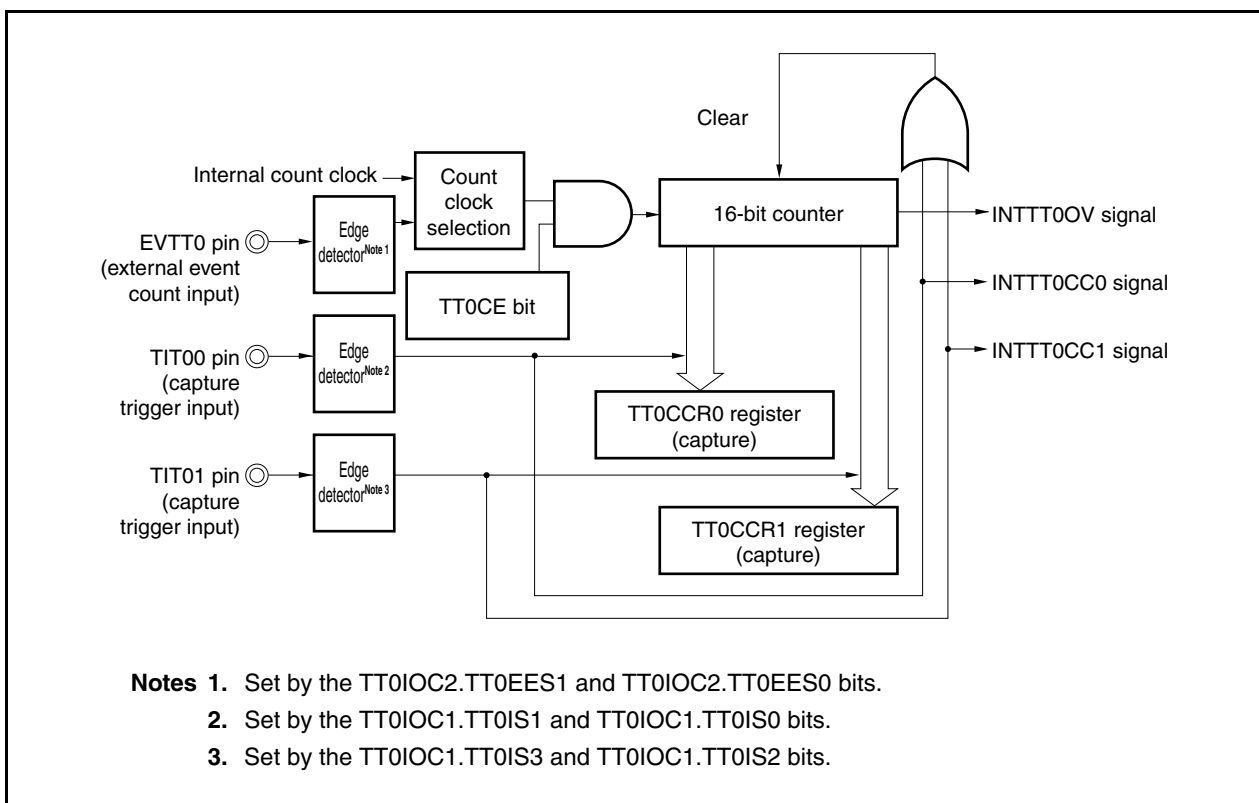 Clear
Internal count clock
Count
clock
selection
16-bit counter
INTTT0OV signal
EVTT0 pin
(external event
count input)
Edge
detectorNote 1
TT0CE bit
INTTT0CC0 signal
TIT00 pin
(capture
trigger input)
Edge
detectorNote 2
INTTT0CC1 signal
TT0CCR0 register
(capture)
TIT01 pin
(capture
trigger input)
Edge
detectorNote 3
TT0CCR1 register
(capture)
Notes 1. Set by the TT0IOC2.TT0EES1 and TT0IOC2.TT0EES0 bits.
2. Set by the TT0IOC1.TT0IS1 and TT0IOC1.TT0IS0 bits.
3. Set by the TT0IOC1.TT0IS3 and TT0IOC1.TT0IS2 bits.